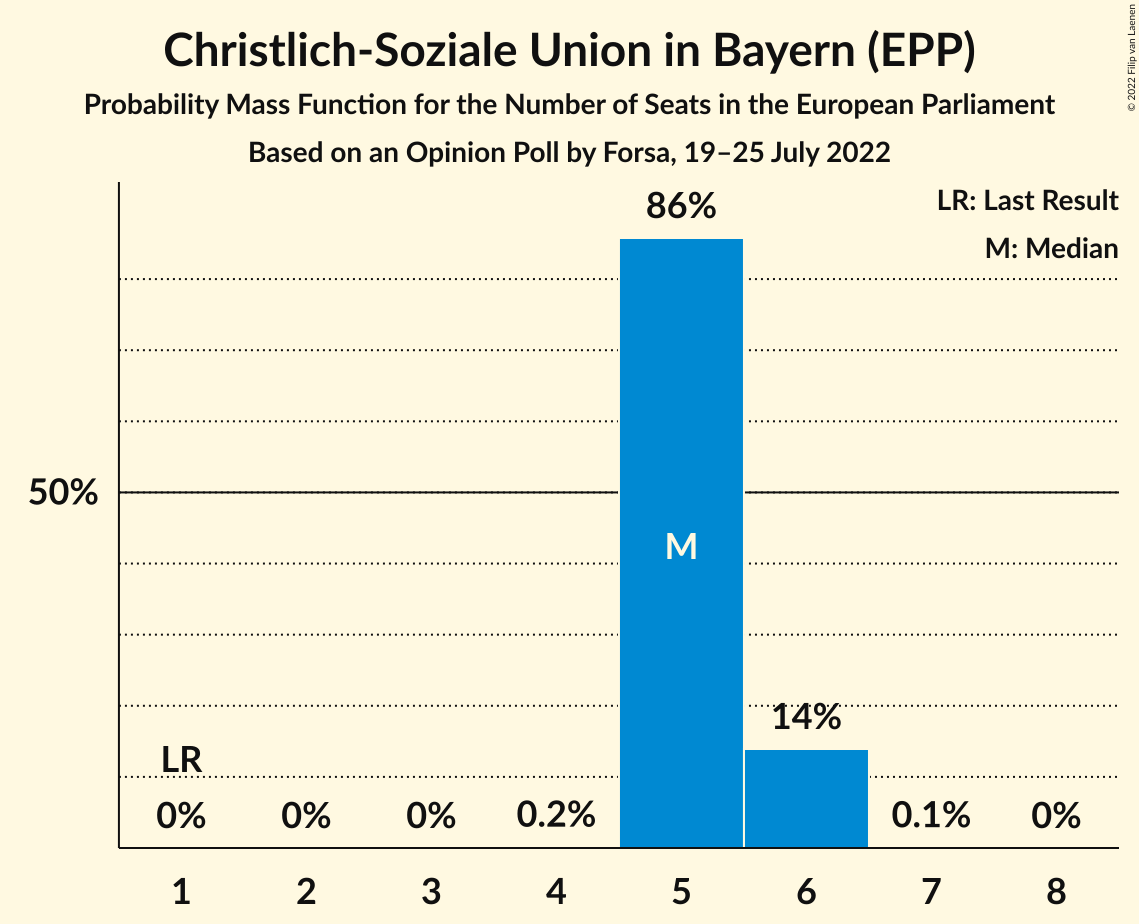 Christlich-Soziale Union in Bayern (EPP)
Probability Mass Function for the Number of Seats in the European Parliament
Based on an Opinion Poll by Forsa, 19–25 July 2022
© 2022 Filip van Laenen
LR: Last Result
M: Median
86%
50%
M
14%
LR
0% 0% 0% 0.2% 0.1% 0%
1 2 3 4 5 6 7 8